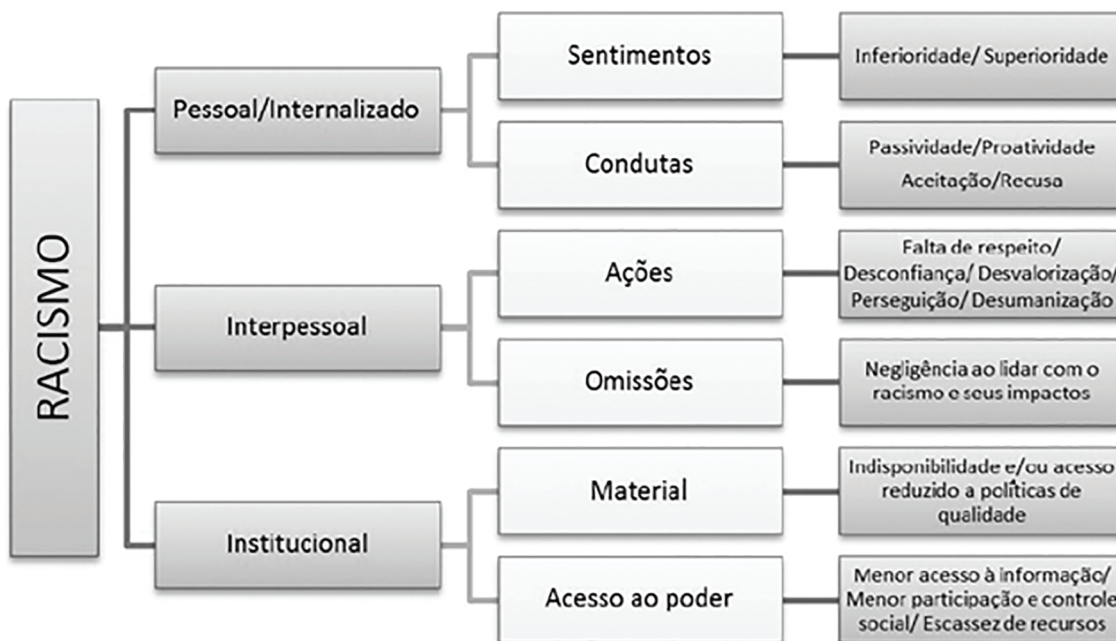 RACISMO
Pessoal/Internalizado
Sentimentos
Inferioridade/ Superioridade
Condutas
Passividade/Proatividade
Aceitação/Recusa
Interpessoal
Ações
Falta de respeito/
Desconfiança/ Desvalorização/
Perseguição/ Desumanização
Omissões
Negligência ao lidar com o
racismo e seus impactos
Institucional
Material
Indisponibilidade e/ou acesso
reduzido a políticas de
qualidade
Acesso ao poder
Menor acesso à informação/
Menor participação e controle
social/ Escassez de recursos